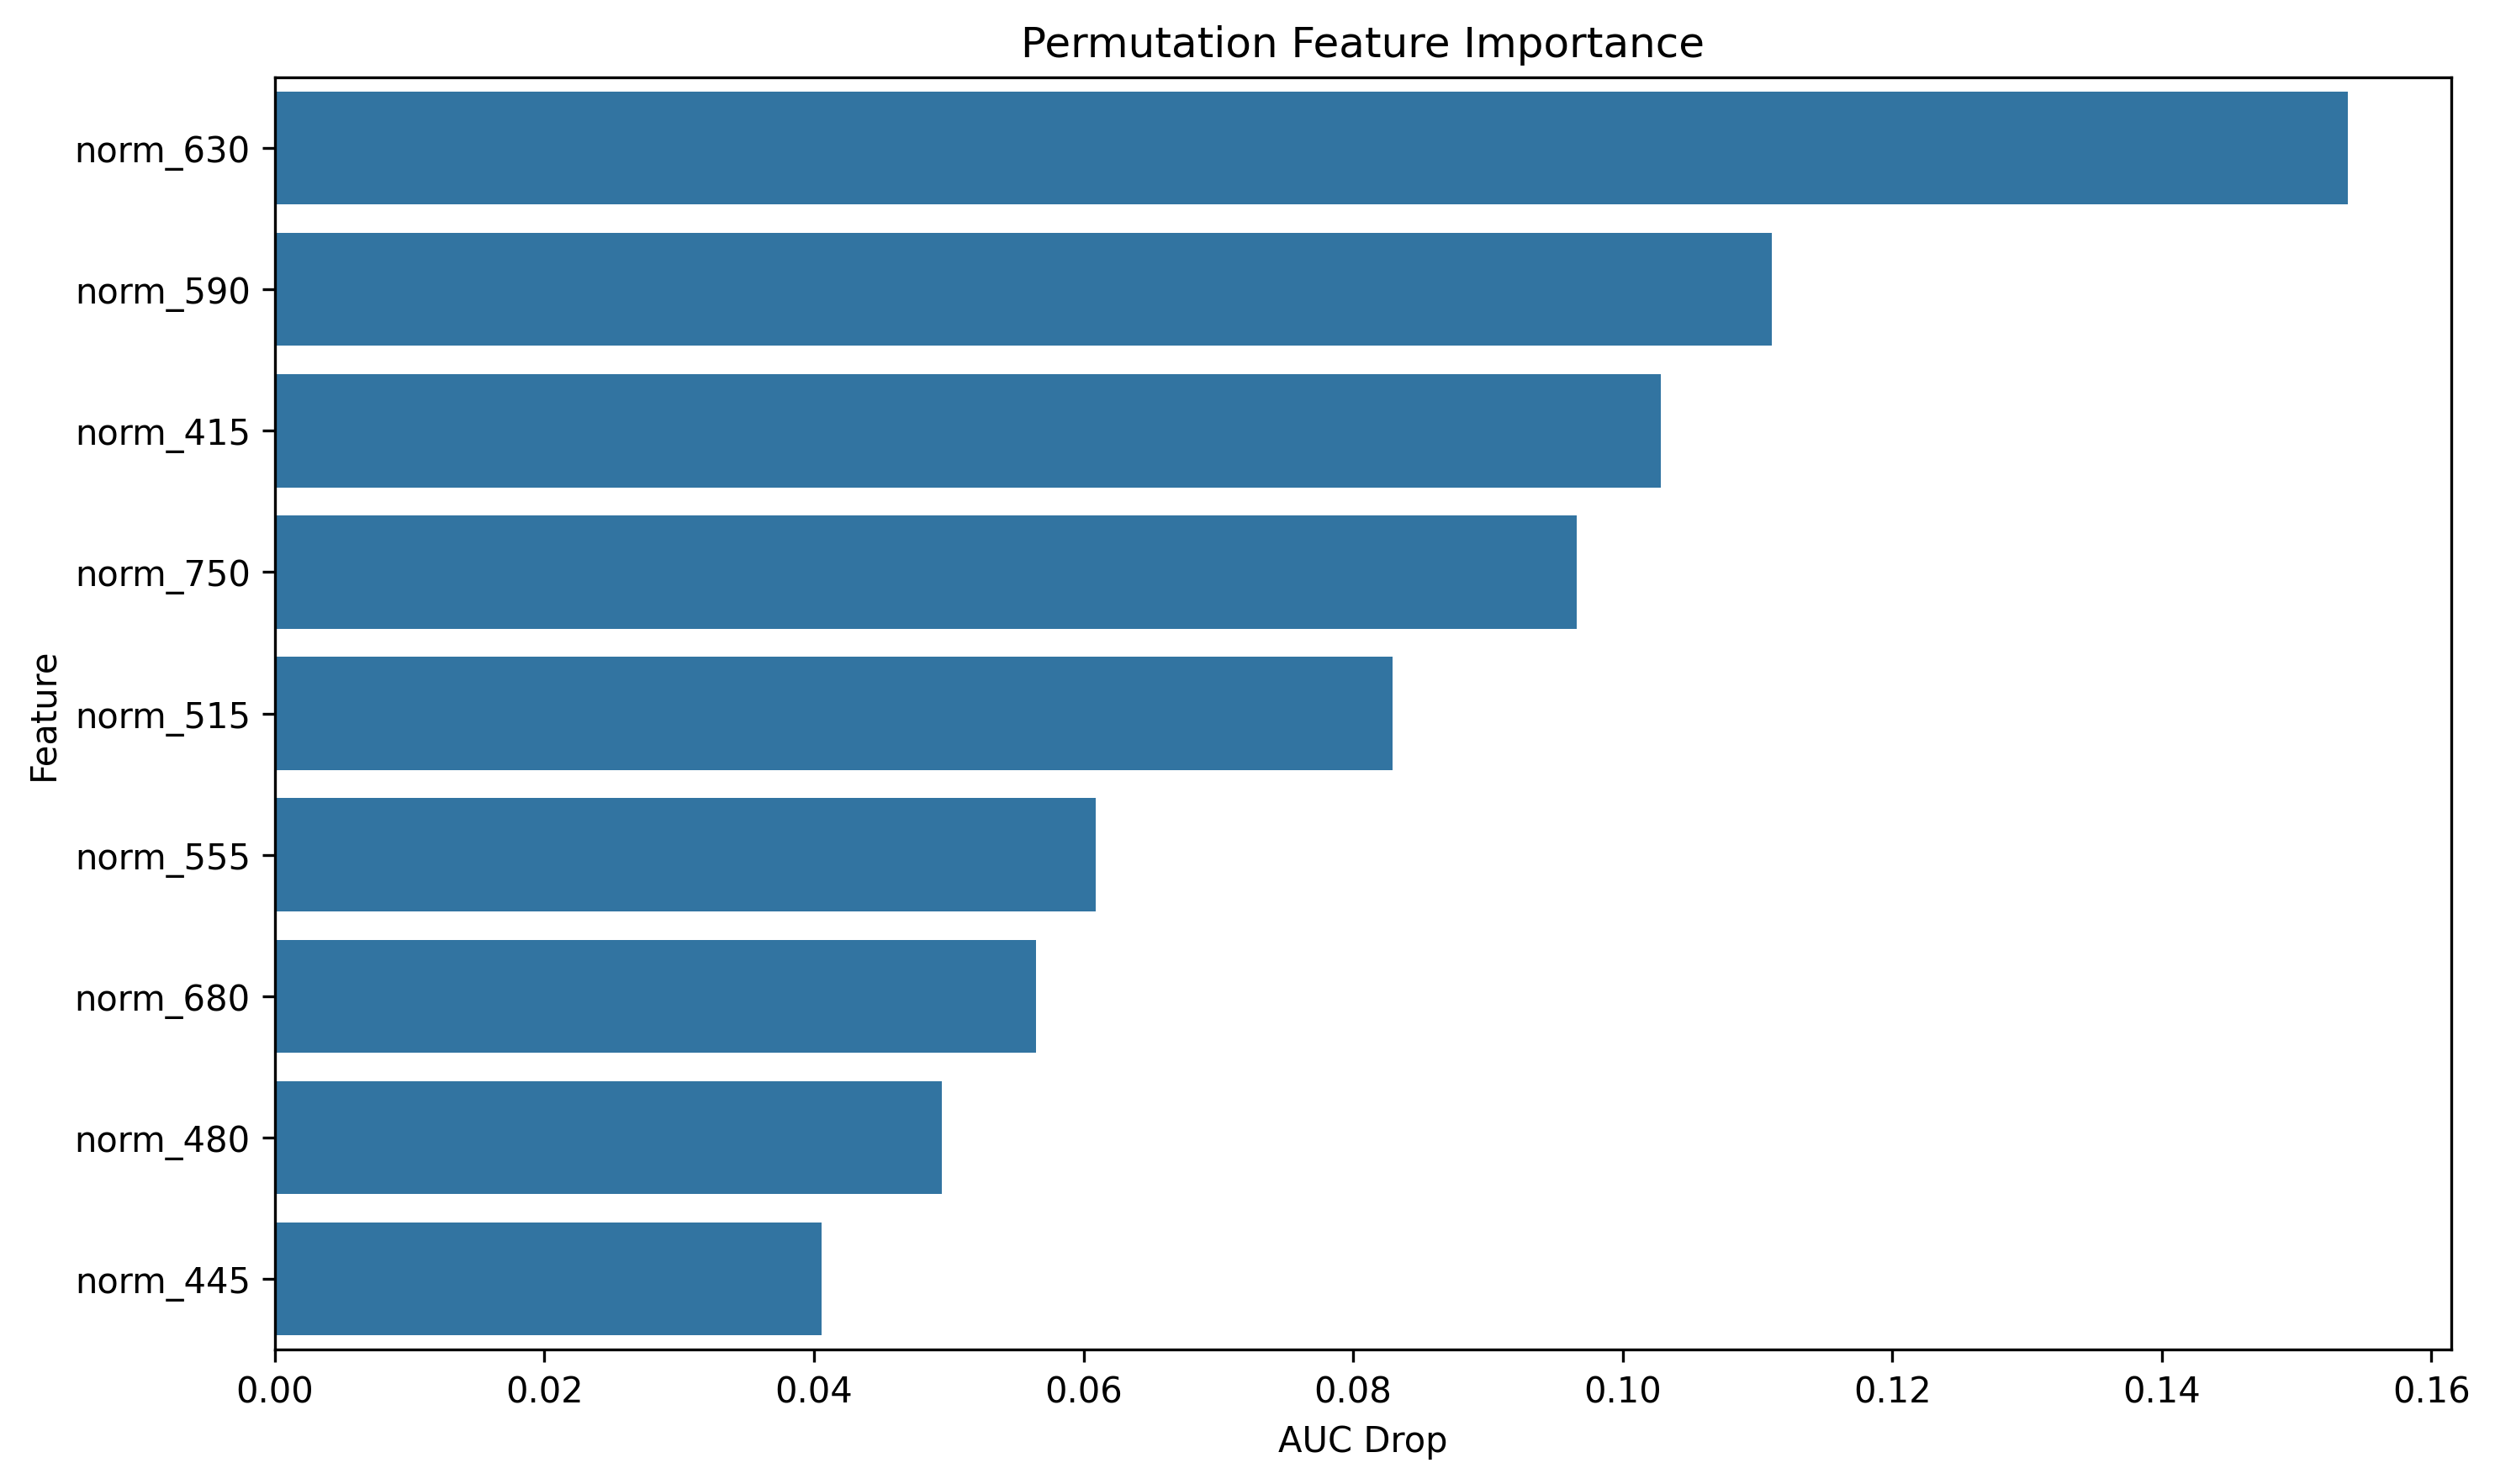 Permutation Feature Importance
Feature
norm_630
norm_590
norm_415
norm_750
norm_515
norm_555
norm_680
norm_480
norm_445
0.00 0.02 0.04 0.06 0.08 0.10 0.12 0.14 0.16
AUC Drop